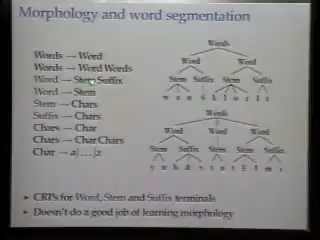 Morphology and word segmentation
Words → Word
Words → Word Words
Word → Stem Suffix
Word → Stem
Stem → Chars
Suffix → Chars
Chars → Char
Chars → Char Chars
Char → a | ... | z
Words
Word Word
Stem Suffix Stem Suffix
Words
Word Word Word
Stem Suffix Stem Stem Suffix
CRPs for Word, Stem and Suffix terminals
Doesn't do a good job of learning morphology